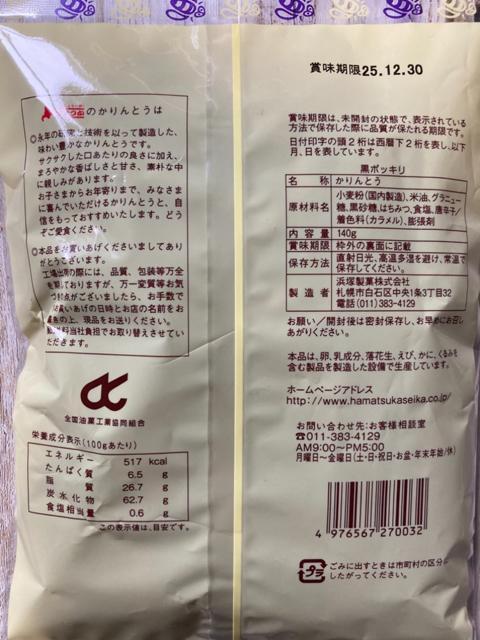 のかりんとうは
◎永年の研究と技術を以って製造した、
味わい豊かなかりんとうです。
サクサクした口あたりの良さに加え、
まろやかな香ばしさと甘さ、素朴な中
に親しみがあります。
お子さまからお年寄りまで、みなさま
に喜んでいただけるかりんとうと、自
信をもっておすすめいたします。どう
ぞご愛食ください。
◎本品をお買いあげくださいましてあり
がとうございます。
工場出荷の際には、品質、包装等万全
を期しておりますが、万一変質等お気
づきの点がございましたら、お手数で
もお買いあげの日時とお店の名前をお
書きの上、現品をお送りください。
送料当社負担でお取り替えさせてい
ただきます。
全国油菓工業協同組合
栄養成分表示(100gあたり)
エネルギー 517 kcal
たんぱく質 6.5 g
脂質 26.7 g
炭水化物 62.7 g
食塩相当量 0.6 g
この表示値は、目安です。
賞味期限25.12.30
賞味期限は、未開封の状態で、表示されている
方法で保存した際に品質が保たれる期限です。
日付印字の頭2桁は西暦下2桁を表し、以下
月、日を表しています。
黒ポッキリ
名称 かりんとう
原材料名 小麦粉(国内製造)、米油、グラニュー
糖、黒砂糖、はちみつ、食塩、唐辛子/
着色料(カラメル)、膨張剤
内容量 140g
賞味期限 枠外の裏面に記載
保存方法 直射日光、高温多湿を避け、常温で
保存してください。
製造者 浜塚製菓株式会社
札幌市白石区中央1条3丁目32
電話(011)383-4129
お願い/開封後は密封保存し、お早めにお召し
あがりください。
本品は、卵、乳成分、落花生、えび、かに、くるみを
含む製品を製造した設備で生産しています。
ホームページアドレス
http://www.hamatsukaseika.co.jp/
お問い合わせ先:お客様相談室
☎011-383-4129
AM9:00〜PM5:00
月曜日〜金曜日(土・日・祝日・お盆・年末年始/休)
4 976567 270032
プラ
ごみに出すときは市町村の区分に
したがってください。